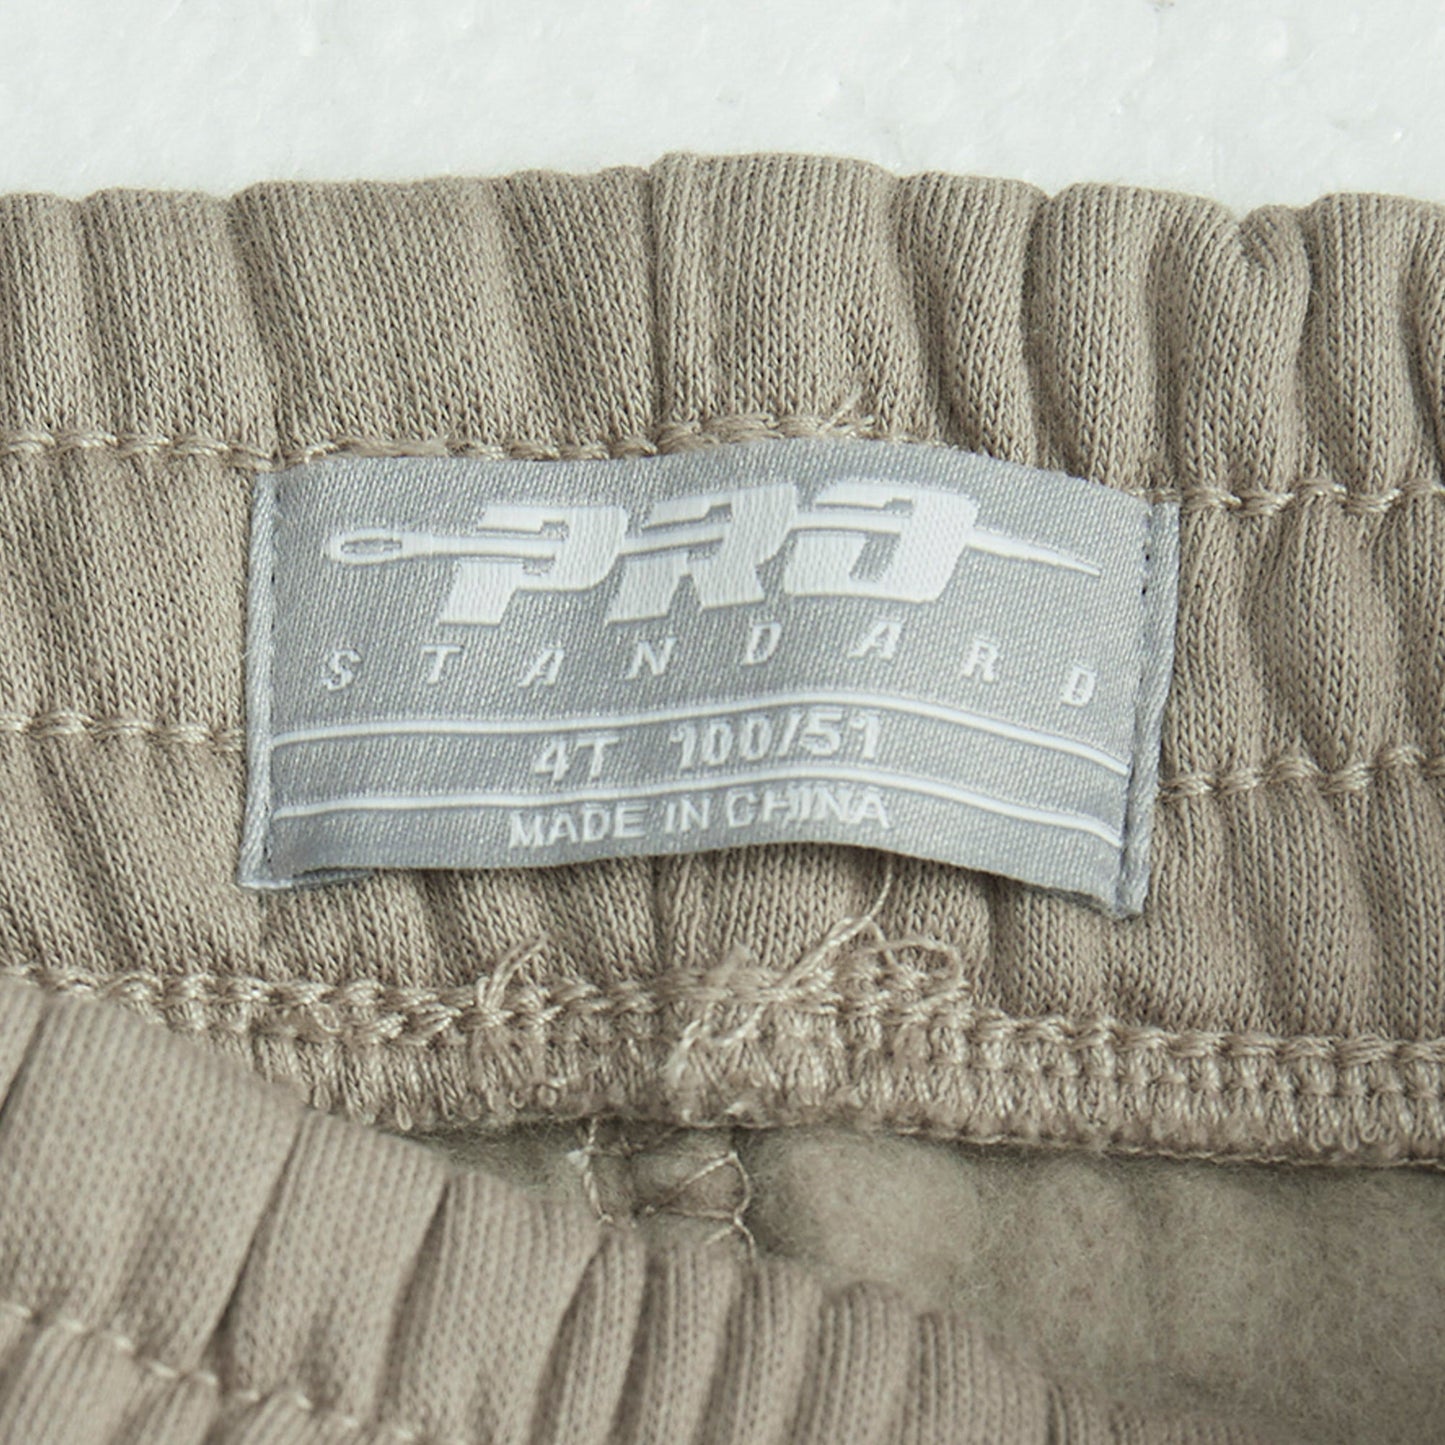 PRO
STANDARD
4T 100/51
MADE IN CHINA